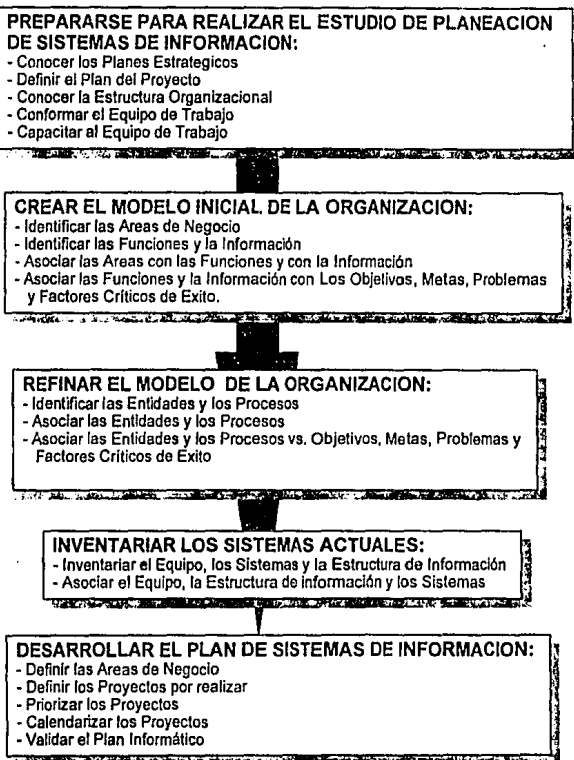 PREPARARSE PARA REALIZAR EL ESTUDIO DE PLANEACION
DE SISTEMAS DE INFORMACION:
- Conocer los Planes Estrategicos
- Definir el Plan del Proyecto
- Conocer la Estructura Organizacional
- Conformar el Equipo de Trabajo
- Capacitar al Equipo de Trabajo
CREAR EL MODELO INICIAL DE LA ORGANIZACION:
- Identificar las Areas de Negocio
- Identificar las Funciones y la Información
- Asociar las Areas con las Funciones y con la Información
- Asociar las Funciones y la Información con Los Objetivos, Metas, Problemas
y Factores Críticos de Exito.
REFINAR EL MODELO DE LA ORGANIZACION:
- Identificar las Entidades y los Procesos
- Asociar las Entidades y los Procesos
- Asociar las Entidades y los Procesos vs. Objetivos, Metas, Problemas y
Factores Críticos de Exito
INVENTARIAR LOS SISTEMAS ACTUALES:
- Inventariar el Equipo, los Sistemas y la Estructura de Información
- Asociar el Equipo, la Estructura de información y los Sistemas
DESARROLLAR EL PLAN DE SISTEMAS DE INFORMACION:
- Definir las Areas de Negocio
- Definir los Proyectos por realizar
- Priorizar los Proyectos
- Calendarizar los Proyectos
- Validar el Plan Informático